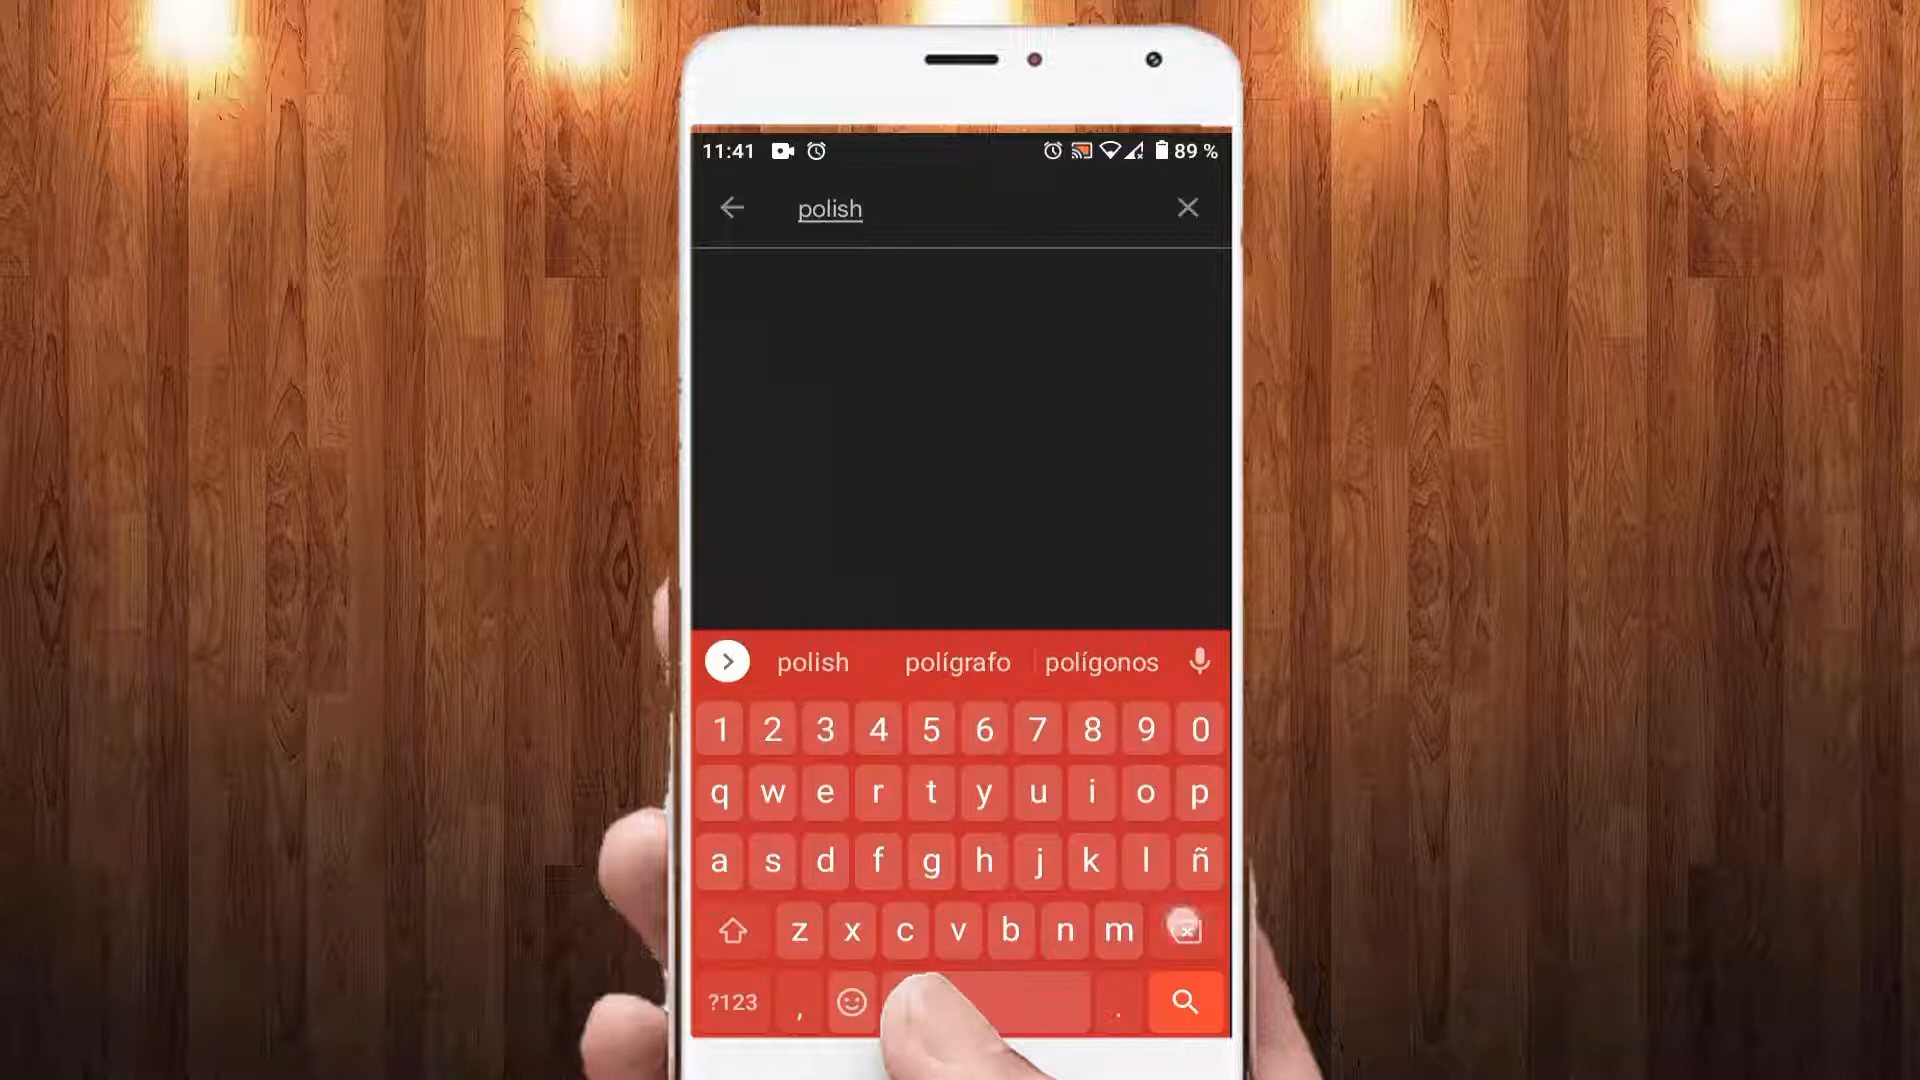 11:41 89 %
polish
polish polígrafo polígonos
1 2 3 4 5 6 7 8 9 0
q w e r t y u i o p
a s d f g h j k l ñ
z x c v b n m
?123 , .